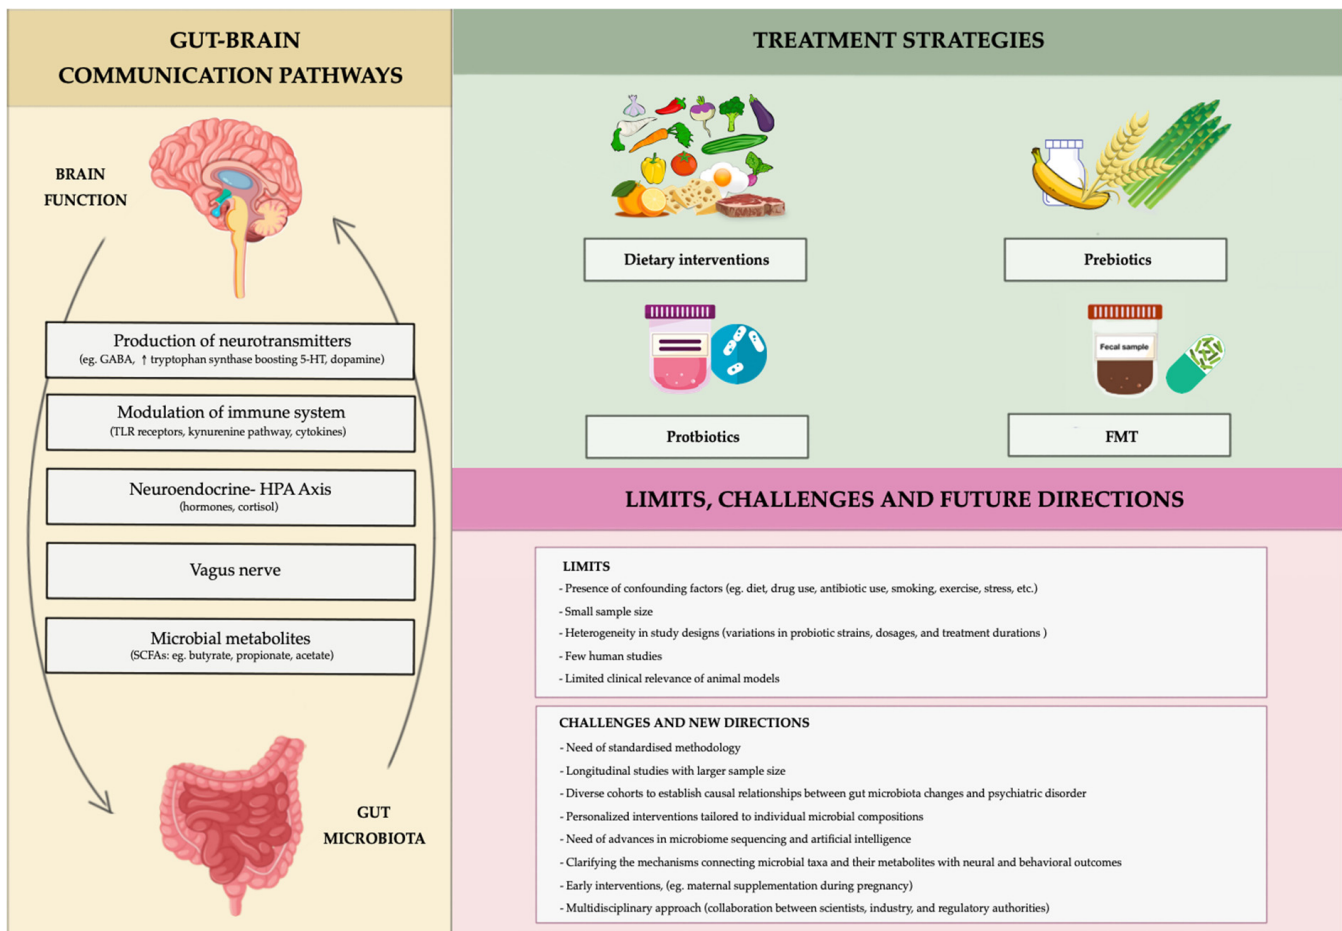 GUT-BRAIN
COMMUNICATION PATHWAYS
BRAIN
FUNCTION
Production of neurotransmitters
(eg. GABA, ↑ tryptophan synthase boosting 5-HT, dopamine)
Modulation of immune system
(TLR receptors, kynurenine pathway, cytokines)
Neuroendocrine- HPA Axis
(hormones, cortisol)
Vagus nerve
Microbial metabolites
(SCFAs: eg. butyrate, propionate, acetate)
GUT
MICROBIOTA
TREATMENT STRATEGIES
Dietary interventions
Prebiotics
Protbiotics
Fecal sample
FMT
LIMITS, CHALLENGES AND FUTURE DIRECTIONS
LIMITS
- Presence of confounding factors (eg. diet, drug use, antibiotic use, smoking, exercise, stress, etc.)
- Small sample size
- Heterogeneity in study designs (variations in probiotic strains, dosages, and treatment durations )
- Few human studies
- Limited clinical relevance of animal models
CHALLENGES AND NEW DIRECTIONS
- Need of standardised methodology
- Longitudinal studies with larger sample size
- Diverse cohorts to establish causal relationships between gut microbiota changes and psychiatric disorder
- Personalized interventions tailored to individual microbial compositions
- Need of advances in microbiome sequencing and artificial intelligence
- Clarifying the mechanisms connecting microbial taxa and their metabolites with neural and behavioral outcomes
- Early interventions, (eg. maternal supplementation during pregnancy)
- Multidisciplinary approach (collaboration between scientists, industry, and regulatory authorities)